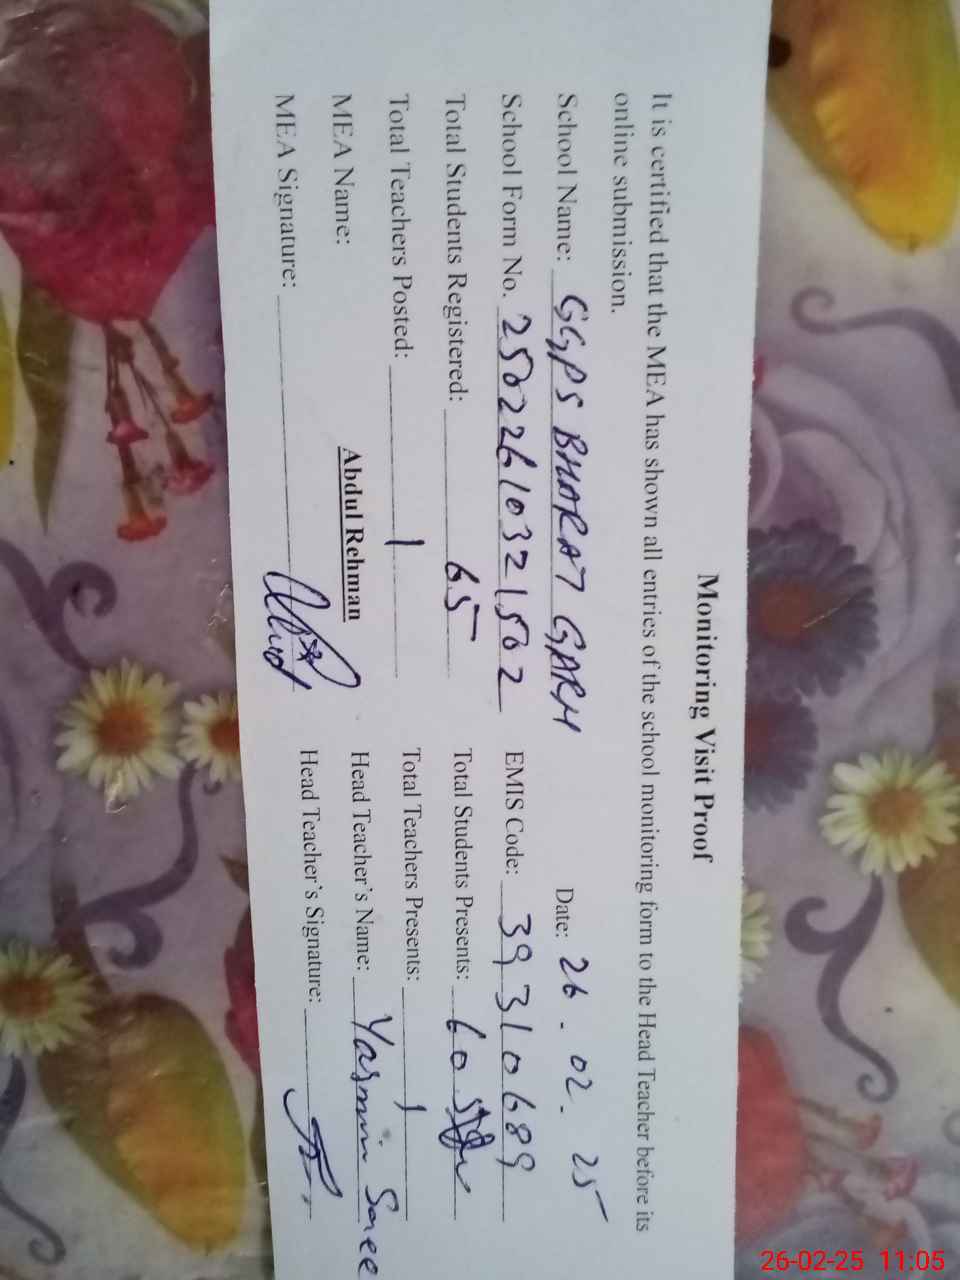 Monitoring Visit Proof
It is certified that the MEA has shown all entries of the school monitoring form to the Head Teacher before its
online submission.
School Name: GGPS BHARAT GARH Date: 26-02-25
School Form No. 25022610321502 EMIS Code: 39310689
Total Students Registered: 65 Total Students Presents: 60
Total Teachers Posted: 1 Total Teachers Presents: 1
MEA Name: Abdul Rehman Head Teacher's Name: Yasmin
MEA Signature: Head Teacher's Signature:
26-02-25 11:05